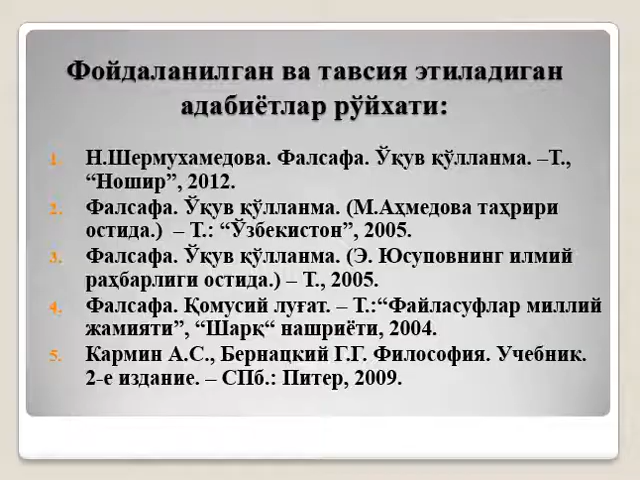 Фойдаланилган ва тавсия этиладиган
адабиётлар рўйхати:
1. Н.Шермухамедова. Фалсафа. Ўқув қўлланма. –Т.,
“Ношир”, 2012.
2. Фалсафа. Ўқув қўлланма. (М.Аҳмедова таҳрири
остида.) – Т.: “Ўзбекистон”, 2005.
3. Фалсафа. Ўқув қўлланма. (Э. Юсуповнинг илмий
раҳбарлиги остида.) – Т., 2005.
4. Фалсафа. Қомусий луғат. – Т.:“Файласуфлар миллий
жамияти”, “Шарқ“ нашриёти, 2004.
5. Кармин А.С., Бернацкий Г.Г. Философия. Учебник.
2-е издание. – СПб.: Питер, 2009.